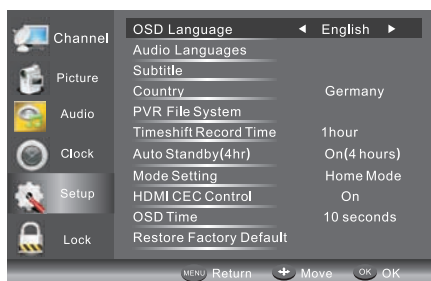 Channel
Picture
Audio
Clock
Setup
Lock
OSD Language English
Audio Languages
Subtitle
Country Germany
PVR File System
Timeshift Record Time 1hour
Auto Standby(4hr) On(4 hours)
Mode Setting Home Mode
HDMI CEC Control On
OSD Time 10 seconds
Restore Factory Default
MENU Return Move OK OK